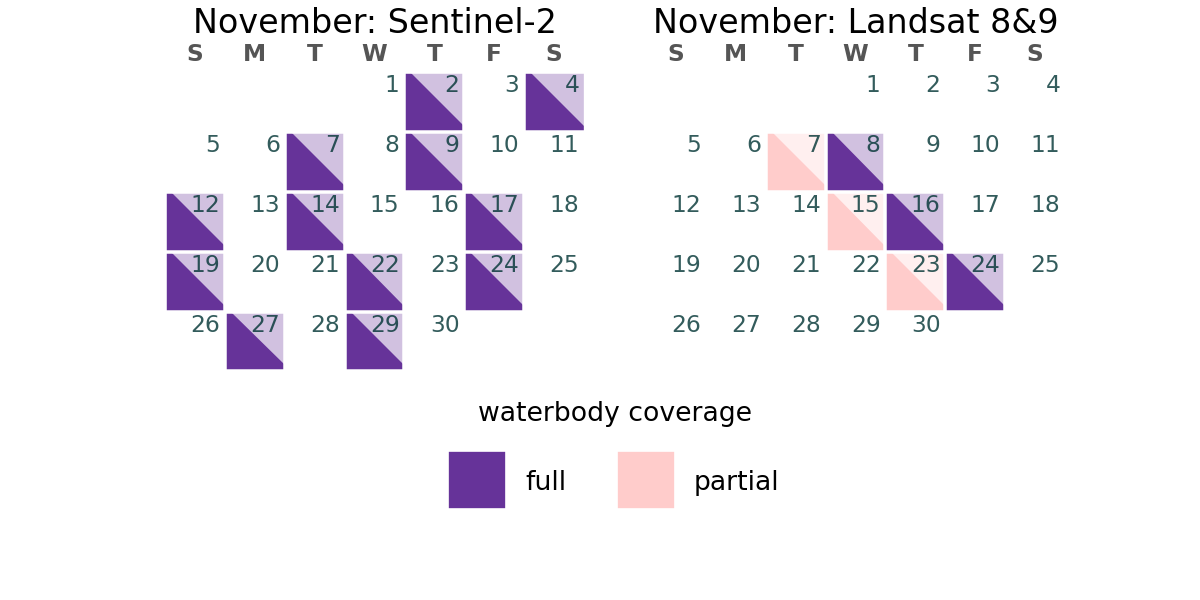 November: Sentinel-2
S M T W T F S
1 2 3 4
5 6 7 8 9 10 11
12 13 14 15 16 17 18
19 20 21 22 23 24 25
26 27 28 29 30
November: Landsat 8&9
S M T W T F S
1 2 3 4
5 6 7 8 9 10 11
12 13 14 15 16 17 18
19 20 21 22 23 24 25
26 27 28 29 30
waterbody coverage
full partial